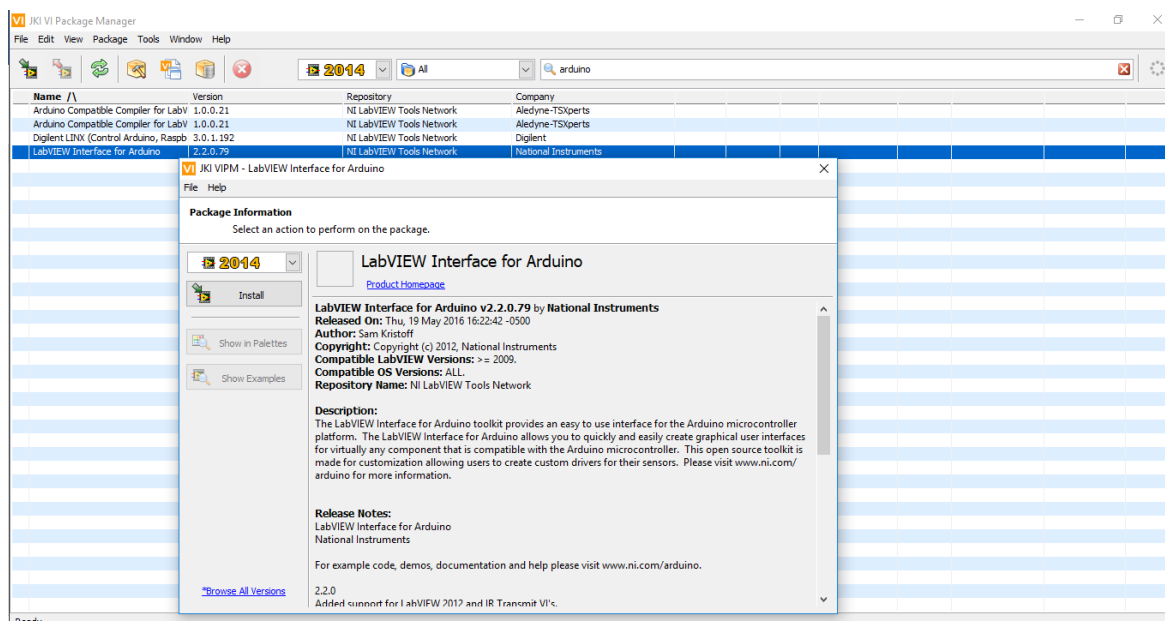 JKI VI Package Manager
File Edit View Package Tools Window Help
2014 All arduino
Name /\ Version Repository Company
Arduino Compatible Compiler for LabV 1.0.0.21 NI LabVIEW Tools Network Aledyne-TSXperts
Arduino Compatible Compiler for LabV 1.0.0.21 NI LabVIEW Tools Network Aledyne-TSXperts
Digilent LINX (Control Arduino, Raspb 3.0.1.192 NI LabVIEW Tools Network Digilent
LabVIEW Interface for Arduino 2.2.0.79 NI LabVIEW Tools Network National Instruments
JKI VIPM - LabVIEW Interface for Arduino
File Help
Package Information
Select an action to perform on the package.
2014
Install
Show in Palettes
Show Examples
*Browse All Versions
LabVIEW Interface for Arduino
Product Homepage
LabVIEW Interface for Arduino v2.2.0.79 by National Instruments
Released On: Thu, 19 May 2016 16:22:42 -0500
Author: Sam Kristoff
Copyright: Copyright (c) 2012, National Instruments
Compatible LabVIEW Versions: >= 2009.
Compatible OS Versions: ALL.
Repository Name: NI LabVIEW Tools Network
Description:
The LabVIEW Interface for Arduino toolkit provides an easy to use interface for the Arduino microcontroller
platform. The LabVIEW Interface for Arduino allows you to quickly and easily create graphical user interfaces
for virtually any component that is compatible with the Arduino microcontroller. This open source toolkit is
made for customization allowing users to create custom drivers for their sensors. Please visit www.ni.com/
arduino for more information.
Release Notes:
LabVIEW Interface for Arduino
National Instruments
For example code, demos, documentation and help please visit www.ni.com/arduino.
2.2.0
Added support for LabVIEW 2012 and IR Transmit VI's.
Ready